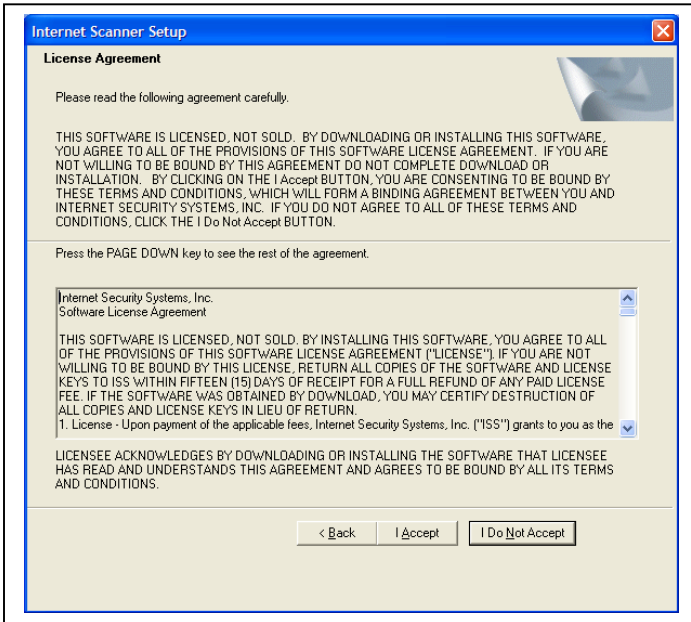 Internet Scanner Setup
License Agreement
Please read the following agreement carefully.
THIS SOFTWARE IS LICENSED, NOT SOLD.  BY DOWNLOADING OR INSTALLING THIS SOFTWARE,
YOU AGREE TO ALL OF THE PROVISIONS OF THIS SOFTWARE LICENSE AGREEMENT.  IF YOU ARE
NOT WILLING TO BE BOUND BY THIS AGREEMENT DO NOT COMPLETE DOWNLOAD OR
INSTALLATION.   BY CLICKING ON THE I Accept BUTTON, YOU ARE CONSENTING TO BE BOUND BY
THESE TERMS AND CONDITIONS, WHICH WILL FORM A BINDING AGREEMENT BETWEEN YOU AND
INTERNET SECURITY SYSTEMS, INC.  IF YOU DO NOT AGREE TO ALL OF THESE TERMS AND
CONDITIONS, CLICK THE I Do Not Accept BUTTON.
Press the PAGE DOWN key to see the rest of the agreement.
Internet Security Systems, Inc.
Software License Agreement
THIS SOFTWARE IS LICENSED, NOT SOLD. BY INSTALLING THIS SOFTWARE, YOU AGREE TO ALL
OF THE PROVISIONS OF THIS SOFTWARE LICENSE AGREEMENT ("LICENSE"). IF YOU ARE NOT
WILLING TO BE BOUND BY THIS LICENSE, RETURN ALL COPIES OF THE SOFTWARE AND LICENSE
KEYS TO ISS WITHIN FIFTEEN (15) DAYS OF RECEIPT FOR A FULL REFUND OF ANY PAID LICENSE
FEE. IF THE SOFTWARE WAS OBTAINED BY DOWNLOAD, YOU MAY CERTIFY DESTRUCTION OF
ALL COPIES AND LICENSE KEYS IN LIEU OF RETURN.
1. License - Upon payment of the applicable fees, Internet Security Systems, Inc. ("ISS") grants to you as the
LICENSEE ACKNOWLEDGES BY DOWNLOADING OR INSTALLING THE SOFTWARE THAT LICENSEE
HAS READ AND UNDERSTANDS THIS AGREEMENT AND AGREES TO BE BOUND BY ALL ITS TERMS
AND CONDITIONS.
< Back
I Accept
I Do Not Accept